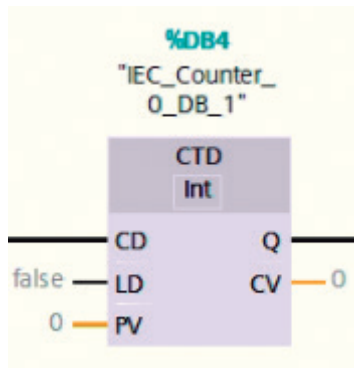 %DB4
"IEC_Counter_
0_DB_1"
CTD
Int
CD Q
false LD CV 0
0 PV